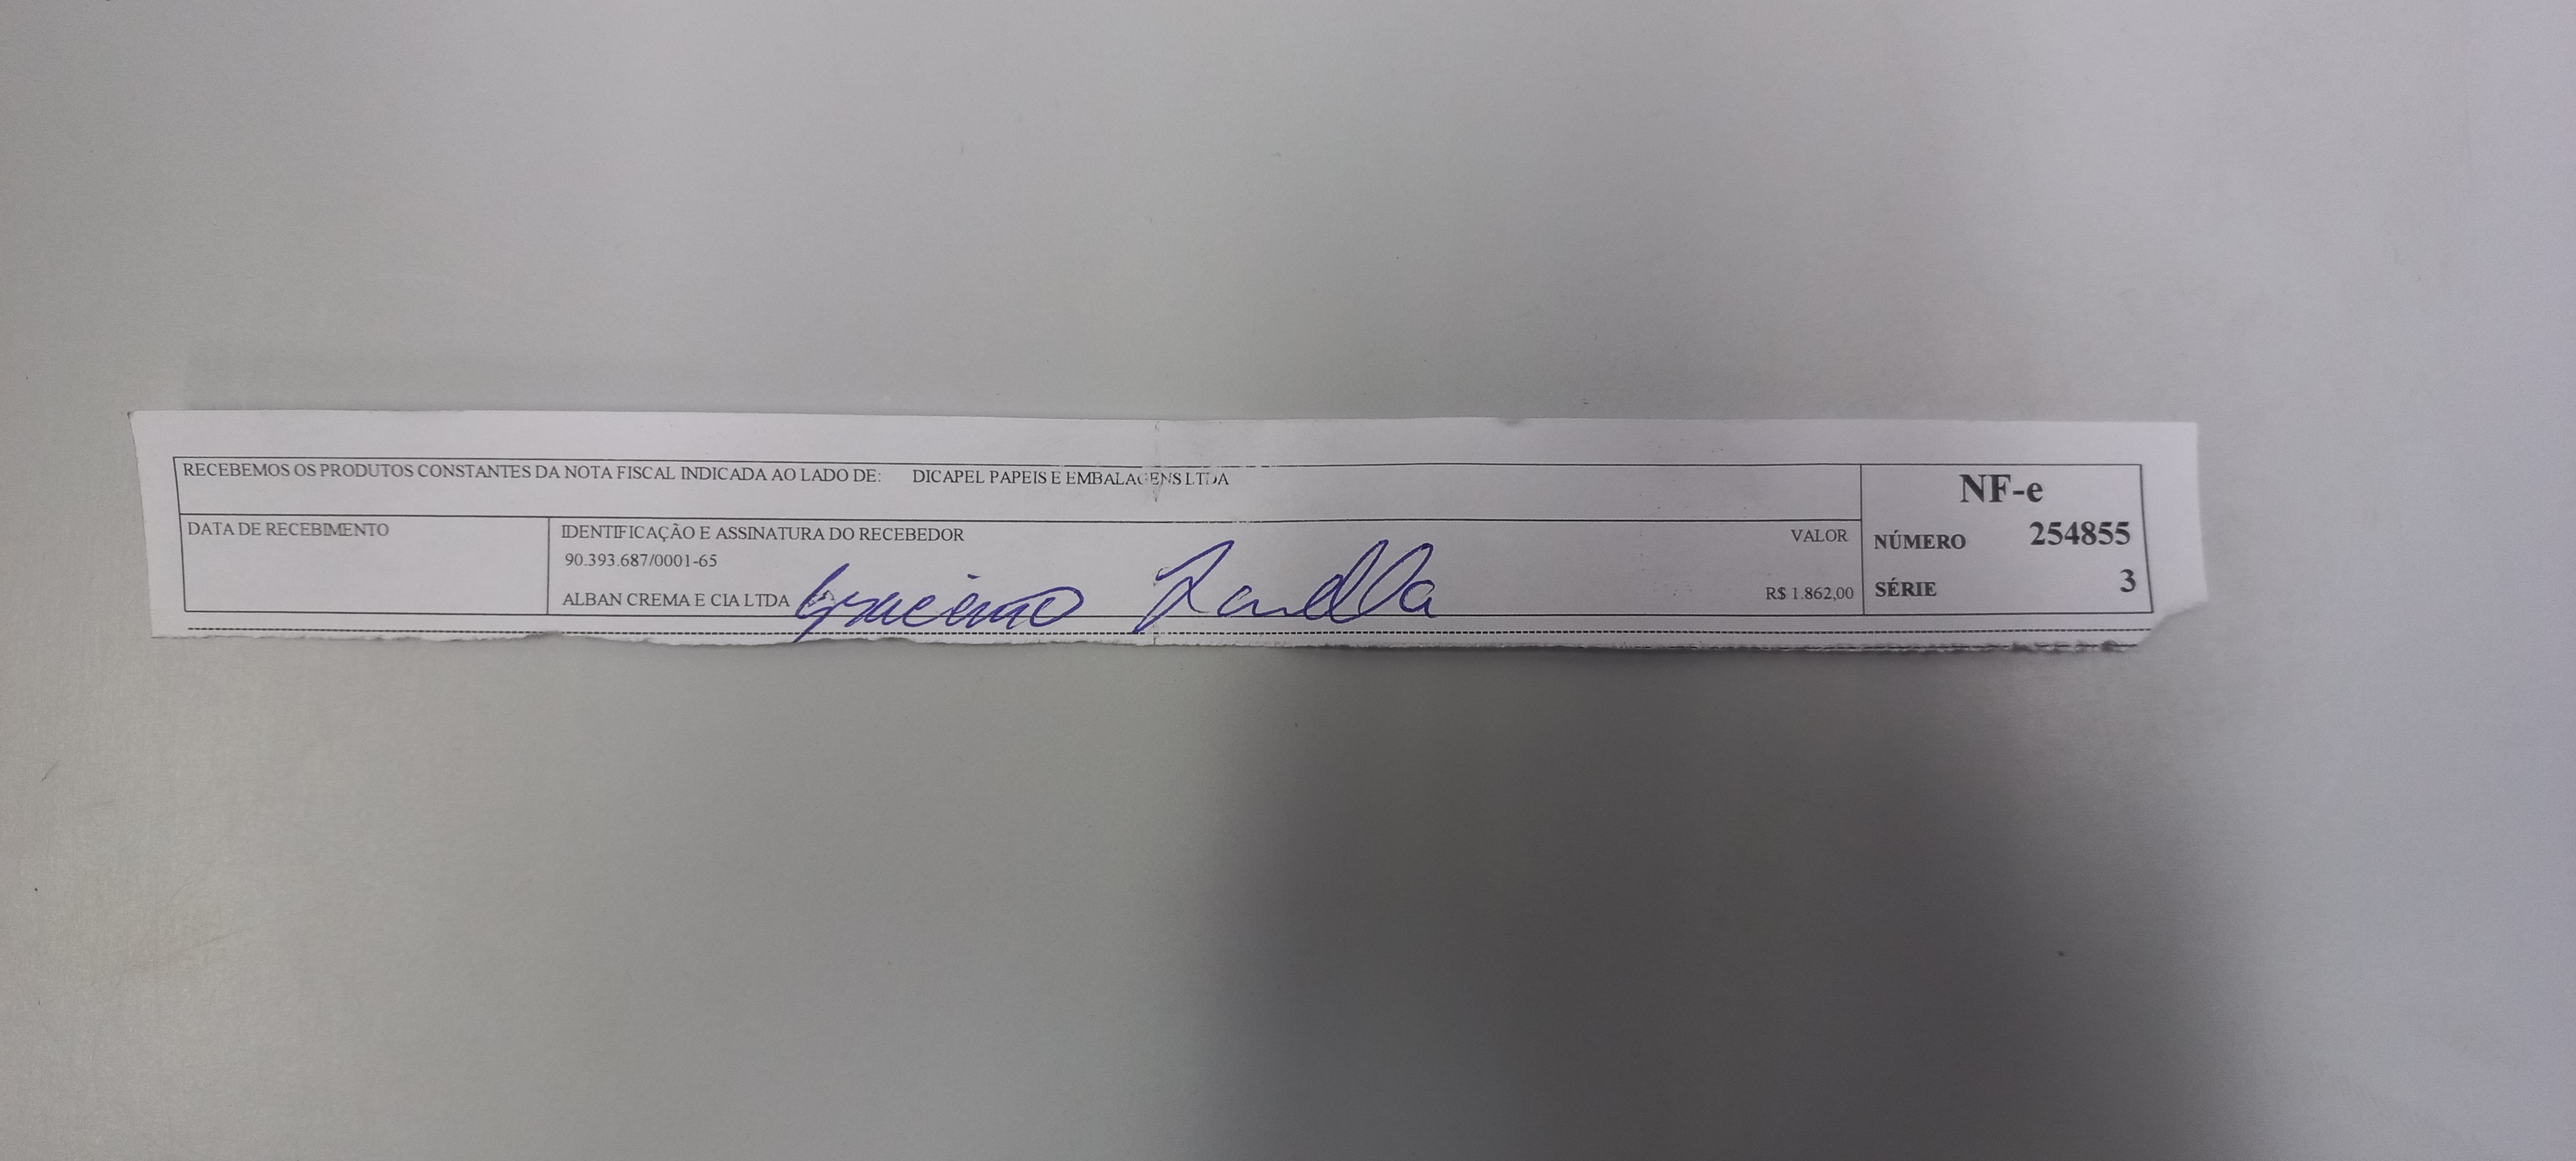 RECEBEMOS OS PRODUTOS CONSTANTES DA NOTA FISCAL INDICADA AO LADO DE: DICAPEL PAPEIS E EMBALAGENS LTDA
NF-e
DATA DE RECEBIMENTO
IDENTIFICAÇÃO E ASSINATURA DO RECEBEDOR
VALOR
NÚMERO 254855
90.393.687/0001-65
ALBAN CREMA E CIA LTDA
R$ 1.862,00
SÉRIE 3